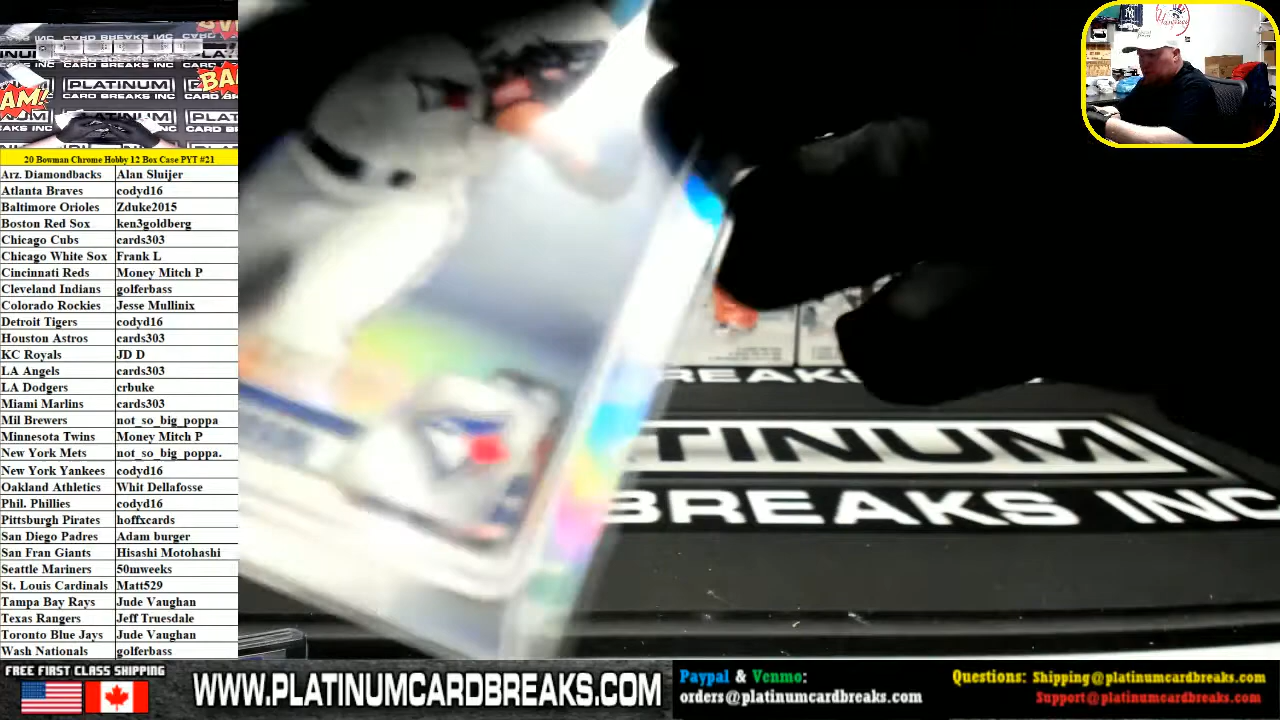 PLATINUM
CARD BREAKS INC
BAM!
20 Bowman Chrome Hobby 12 Box Case PYT #21
Arz. Diamondbacks Alan Sluijer
Atlanta Braves codyd16
Baltimore Orioles Zduke2015
Boston Red Sox ken3goldberg
Chicago Cubs cards303
Chicago White Sox Frank L
Cincinnati Reds Money Mitch P
Cleveland Indians golferbass
Colorado Rockies Jesse Mullinix
Detroit Tigers codyd16
Houston Astros cards303
KC Royals JD D
LA Angels cards303
LA Dodgers crbuke
Miami Marlins cards303
Mil Brewers not_so_big_poppa
Minnesota Twins Money Mitch P
New York Mets not_so_big_poppa.
New York Yankees codyd16
Oakland Athletics Whit Dellafosse
Phil. Phillies codyd16
Pittsburgh Pirates hoffxcards
San Diego Padres Adam burger
San Fran Giants Hisashi Motohashi
Seattle Mariners 50mweeks
St. Louis Cardinals Matt529
Tampa Bay Rays Jude Vaughan
Texas Rangers Jeff Truesdale
Toronto Blue Jays Jude Vaughan
Wash Nationals golferbass
REAKS
TINUM
BREAKS INC
FREE FIRST CLASS SHIPPING
WWW.PLATINUMCARDBREAKS.COM
Paypal & Venmo:
orders@platinumcardbreaks.com
Questions: Shipping@platinumcardbreaks.com
Support@platinumcardbreaks.com